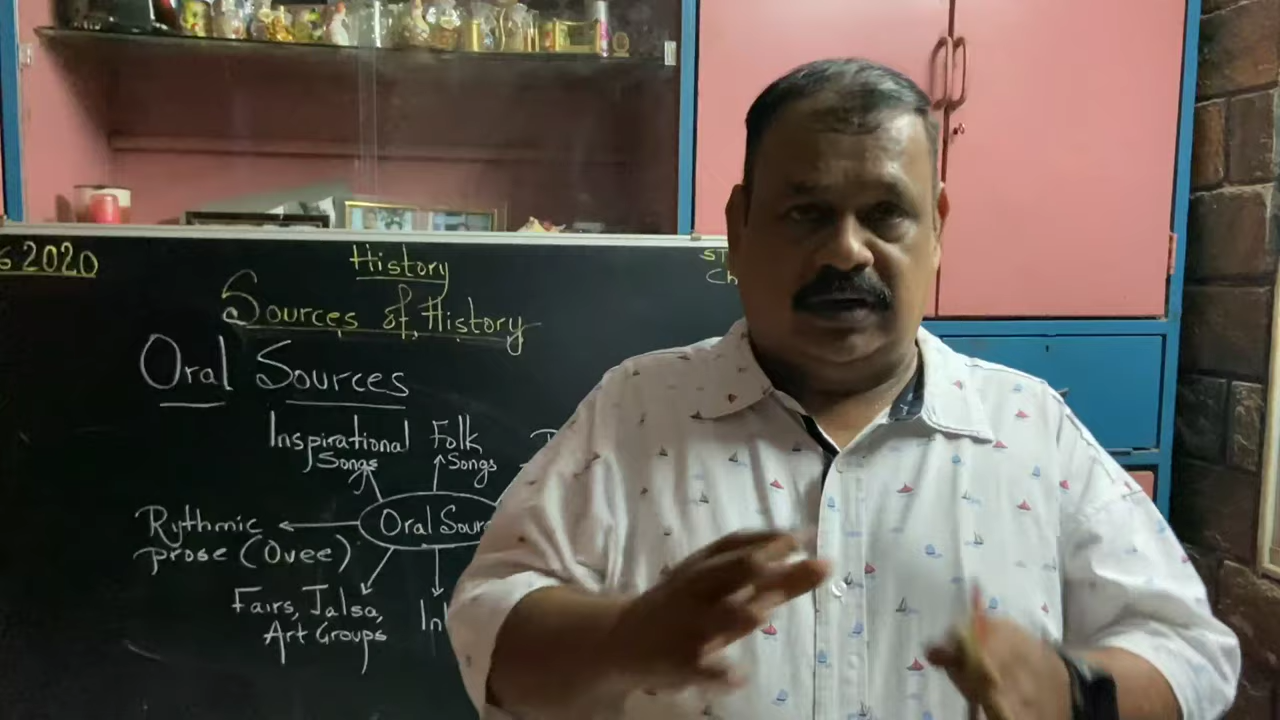 2020
History
Sources of History
Oral Sources
Inspirational
Songs
Folk
Songs
Oral
Rythmic
prose (Ovee)
Fairs, Jalsa,
Art Groups